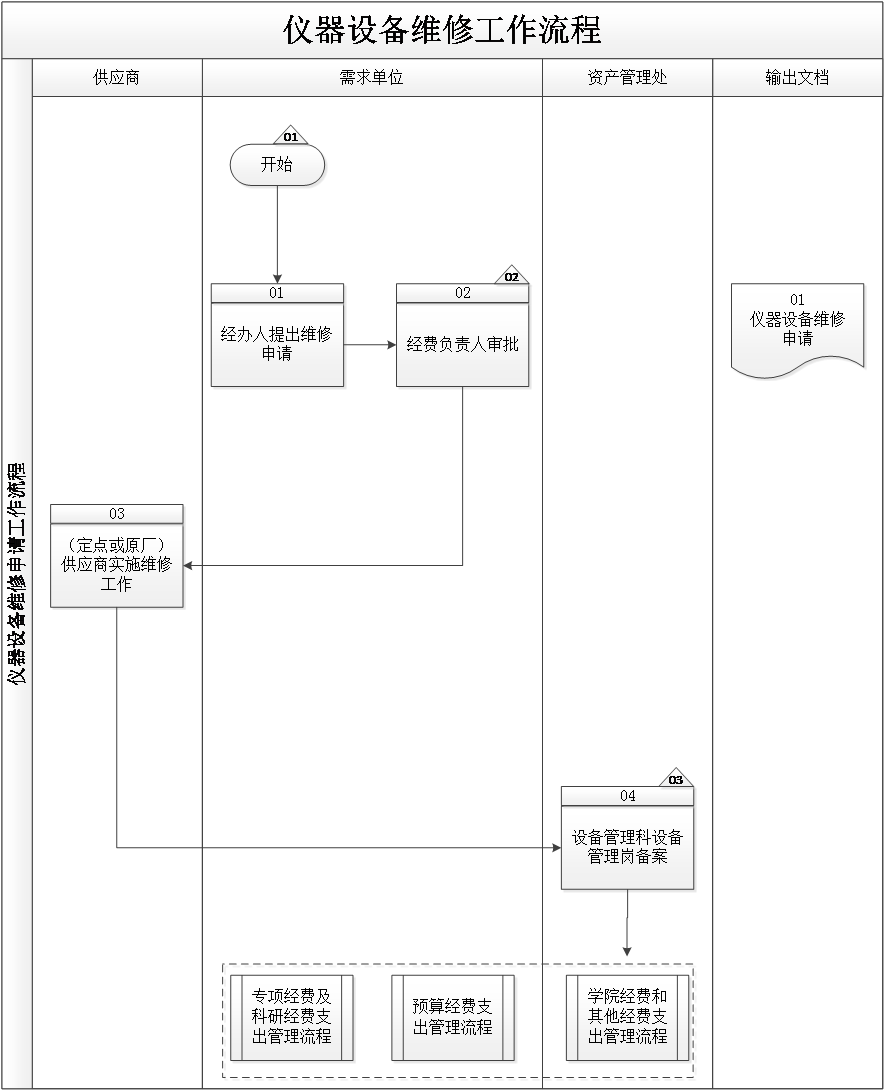 仪器设备维修工作流程
供应商
需求单位
资产管理处
输出文档
仪器设备维修申请工作流程
01
开始
01
经办人提出维修
申请
02
02
经费负责人审批
01
仪器设备维修
申请
03
（定点或原厂）
供应商实施维修
工作
03
04
设备管理科设备
管理岗备案
专项经费及
科研经费支
出管理流程
预算经费支
出管理流程
学院经费和
其他经费支
出管理流程